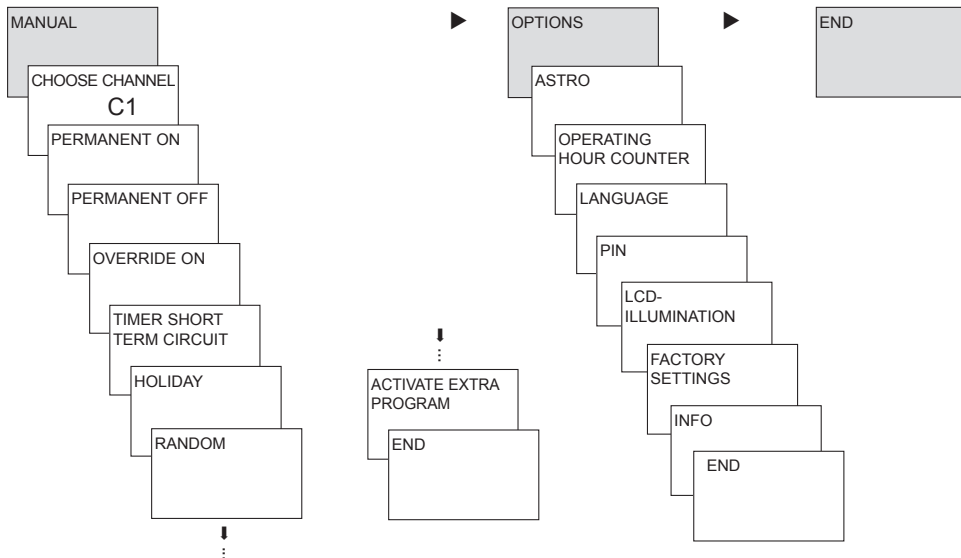 MANUAL
CHOOSE CHANNEL
C1
PERMANENT ON
PERMANENT OFF
OVERRIDE ON
TIMER SHORT
TERM CIRCUIT
HOLIDAY
RANDOM
ACTIVATE EXTRA
PROGRAM
END
OPTIONS
ASTRO
OPERATING
HOUR COUNTER
LANGUAGE
PIN
LCD-
ILLUMINATION
FACTORY
SETTINGS
INFO
END
END